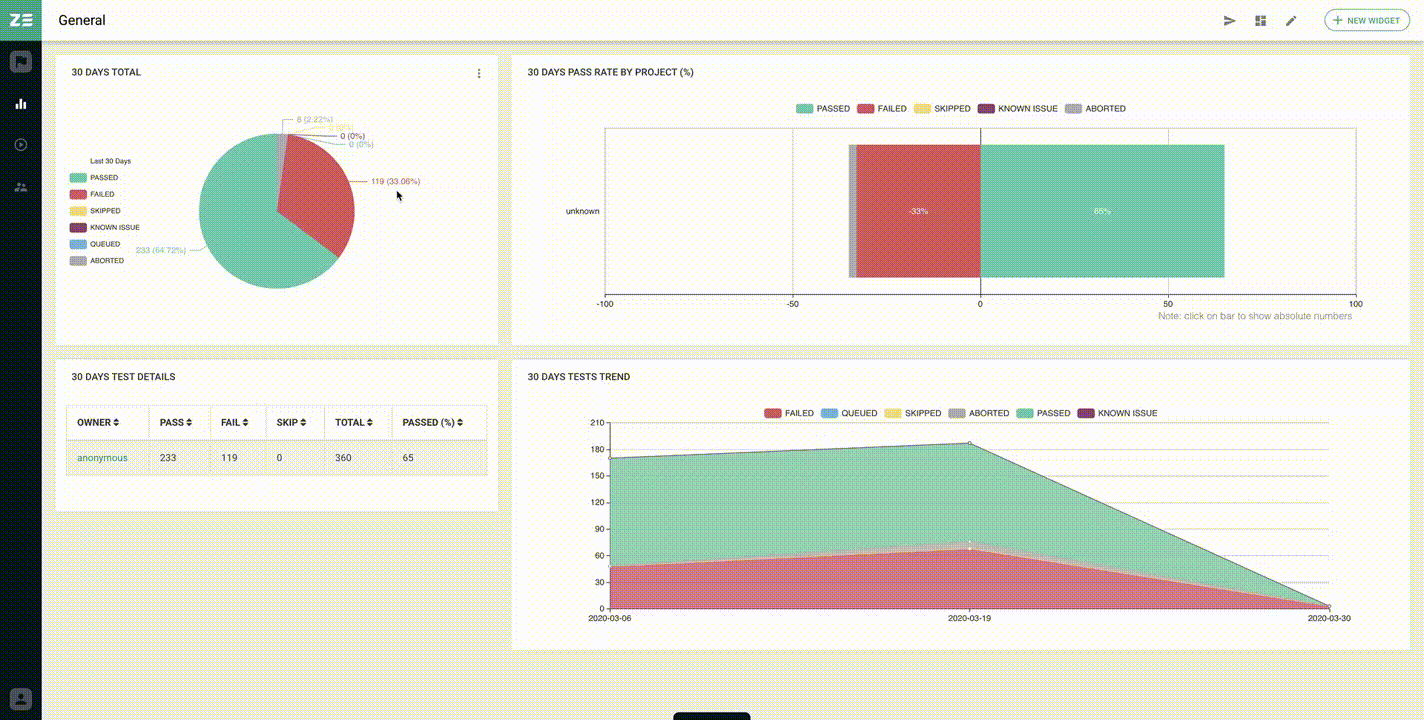 ZE General NEW WIDGET
30 DAYS TOTAL
8 (2.22%)
0 (0%)
0 (0%)
0 (0%)
119 (33.06%)
233 (64.72%)
Last 30 Days
PASSED
FAILED
SKIPPED
KNOWN ISSUE
QUEUED
ABORTED
30 DAYS PASS RATE BY PROJECT (%)
PASSED FAILED SKIPPED KNOWN ISSUE ABORTED
unknown -33% 65%
-100 -50 0 50 100
Note: click on bar to show absolute numbers
30 DAYS TEST DETAILS
OWNER PASS FAIL SKIP TOTAL PASSED (%)
anonymous 233 119 0 360 65
30 DAYS TESTS TREND
FAILED QUEUED SKIPPED ABORTED PASSED KNOWN ISSUE
210
180
150
120
90
60
30
0
2020-03-06 2020-03-19 2020-03-30